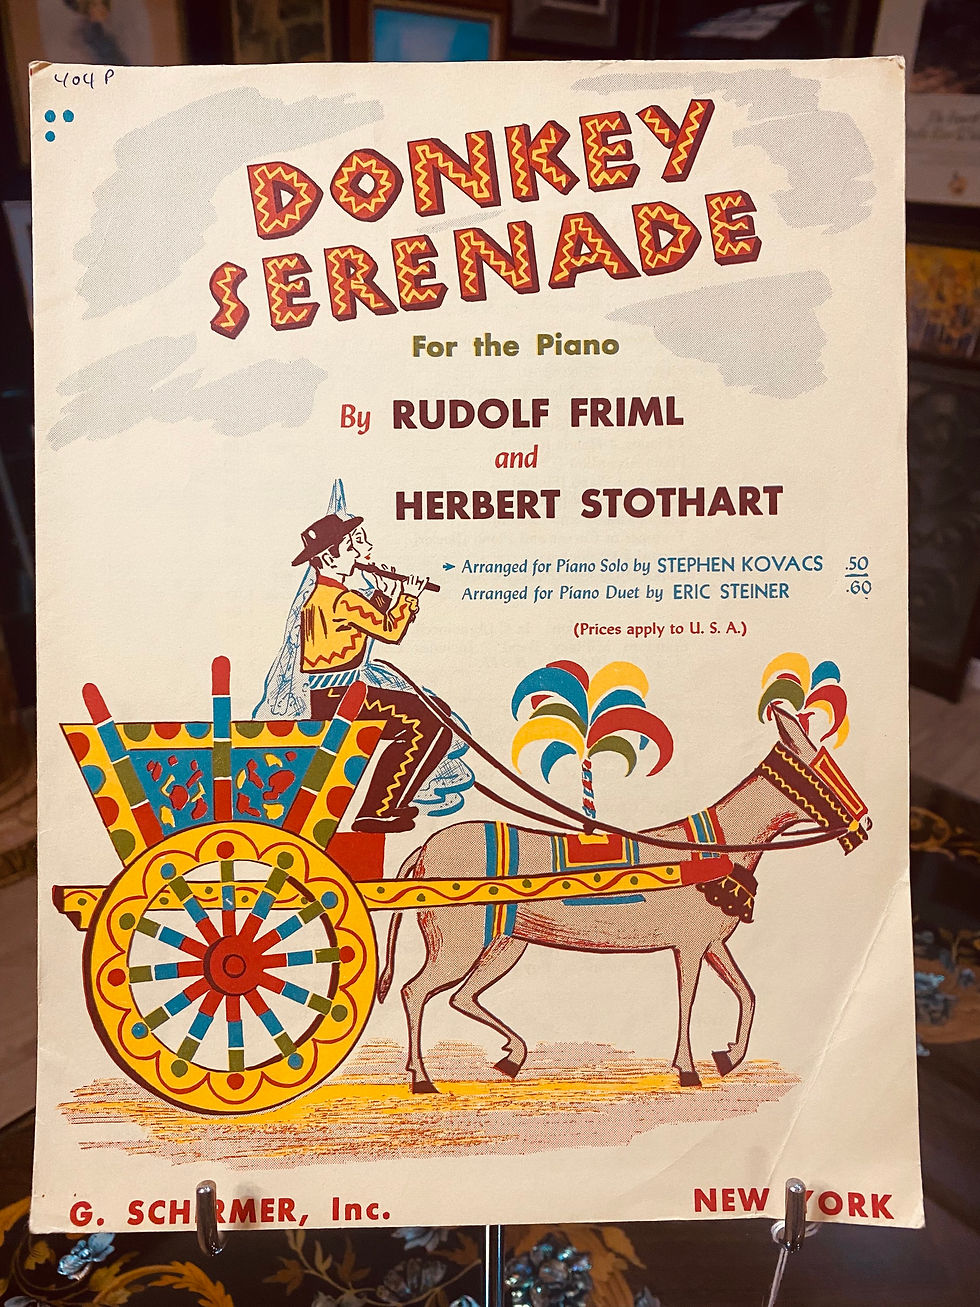 404 P
DONKEY
SERENADE
For the Piano
By RUDOLF FRIML
and
HERBERT STOTHART
Arranged for Piano Solo by STEPHEN KOVACS .50
Arranged for Piano Duet by ERIC STEINER .60
(Prices apply to U. S. A.)
G. SCHIRMER, Inc. NEW YORK